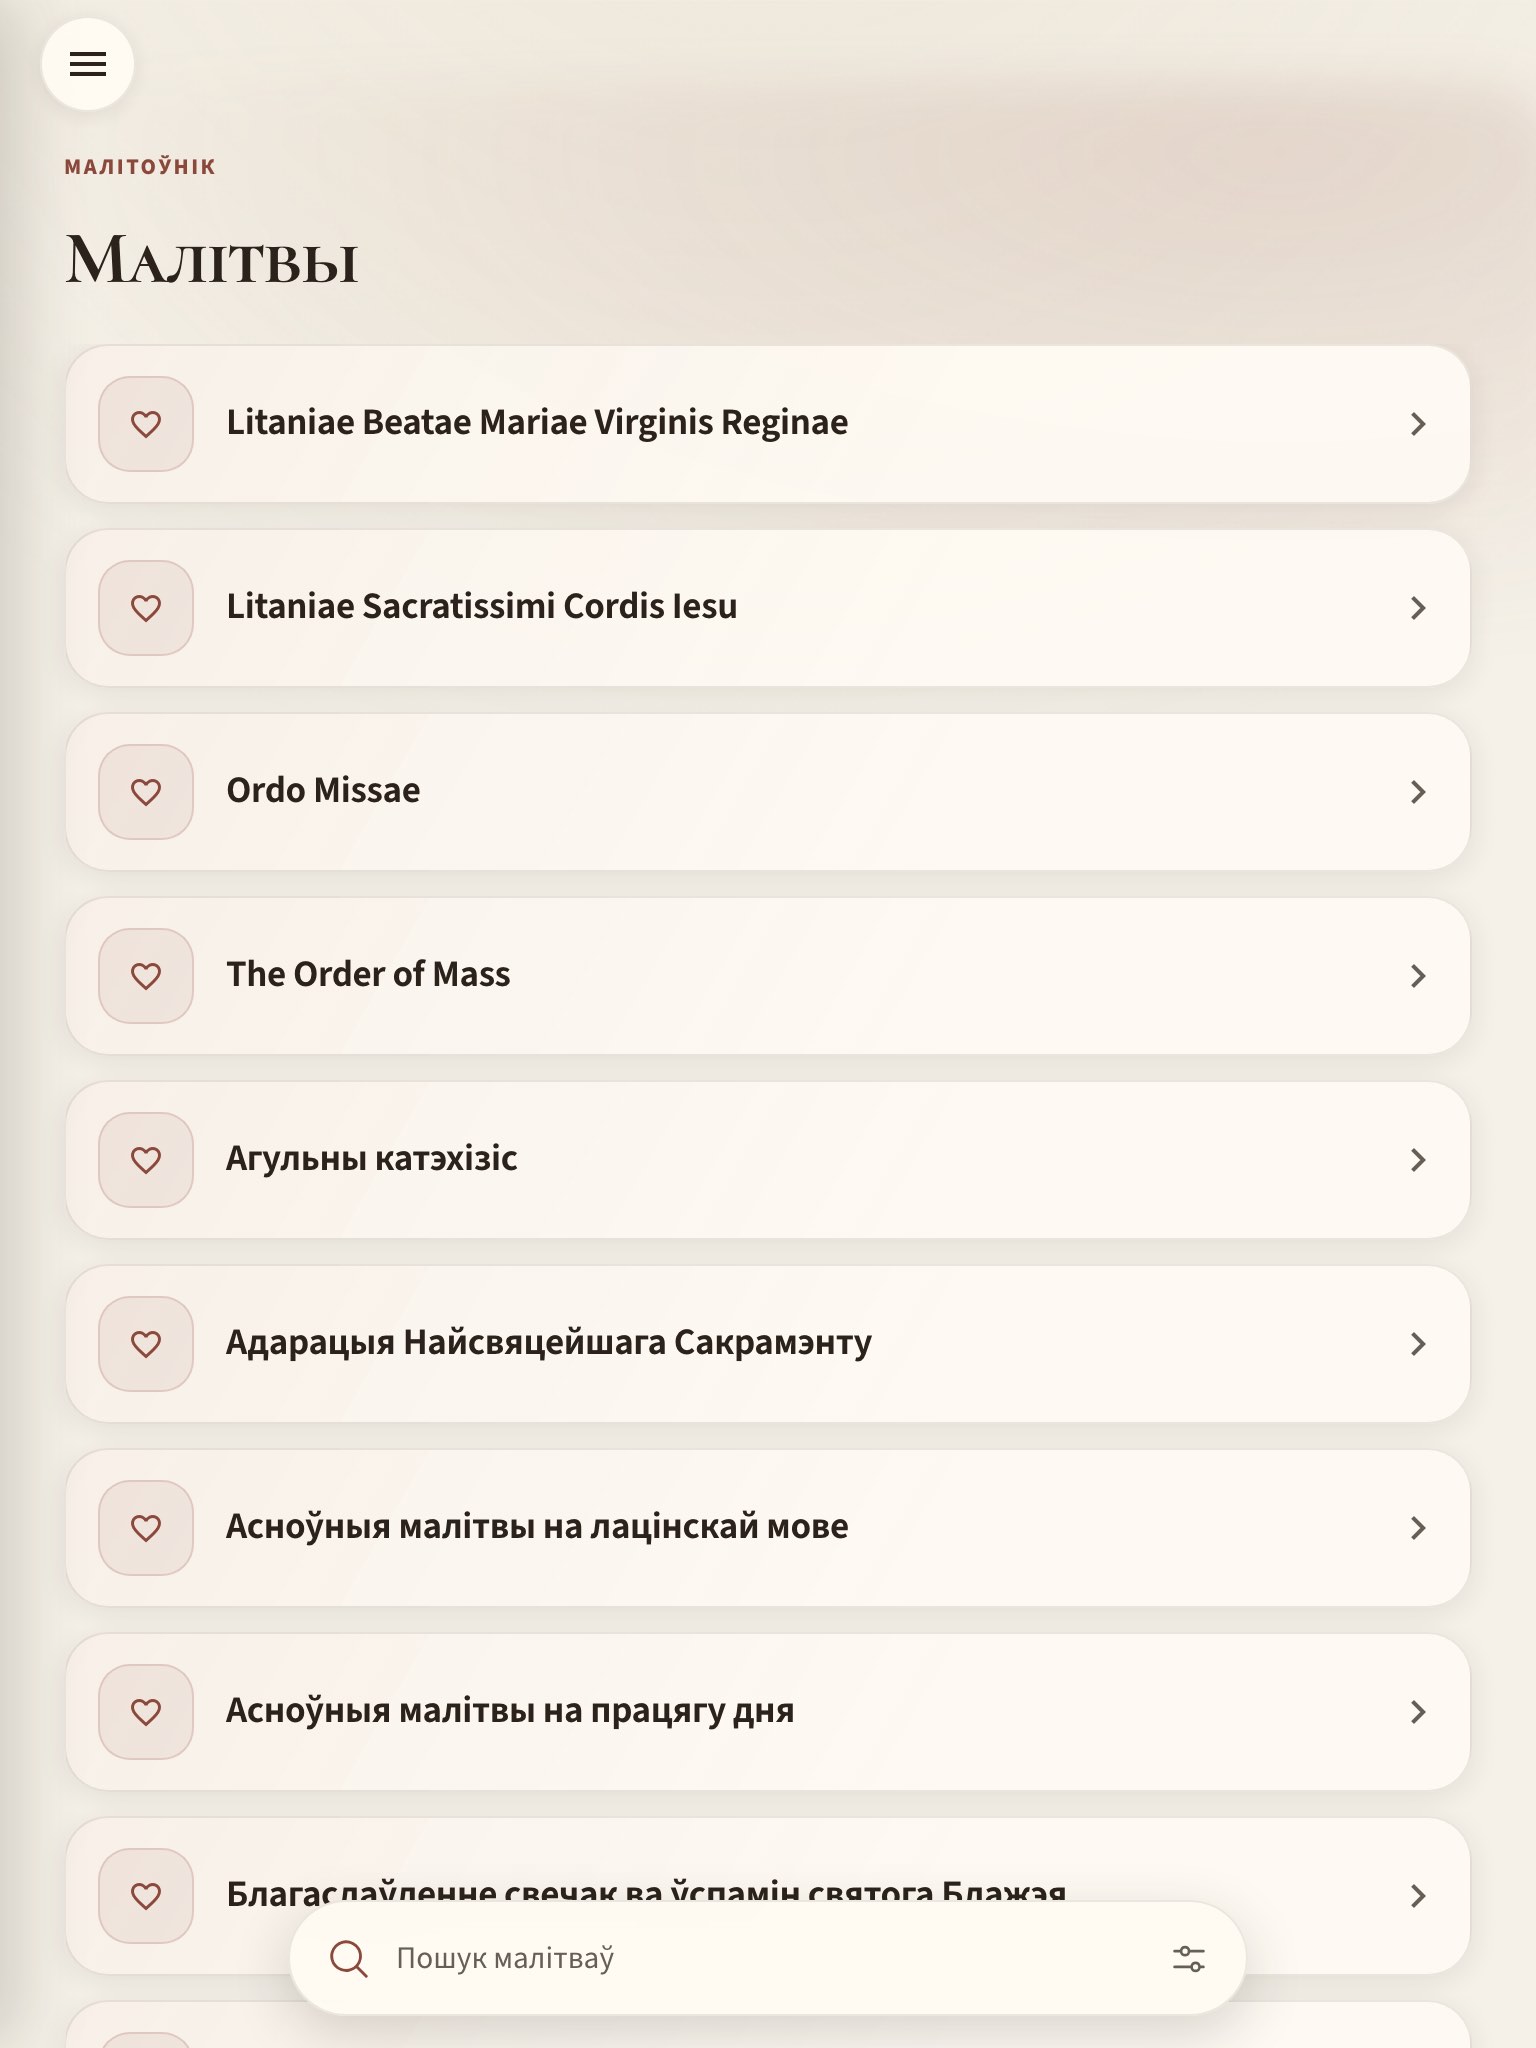 МАЛІТОЎНІК
Малітвы
Litaniae Beatae Mariae Virginis Reginae
Litaniae Sacratissimi Cordis Iesu
Ordo Missae
The Order of Mass
Агульны катэхізіс
Адарацыя Найсвяцейшага Сакрамэнту
Асноўныя малітвы на лацінскай мове
Асноўныя малітвы на працягу дня
Благаслаўленне свечак ва ўспамін святога Блажэя
Пошук малітваў